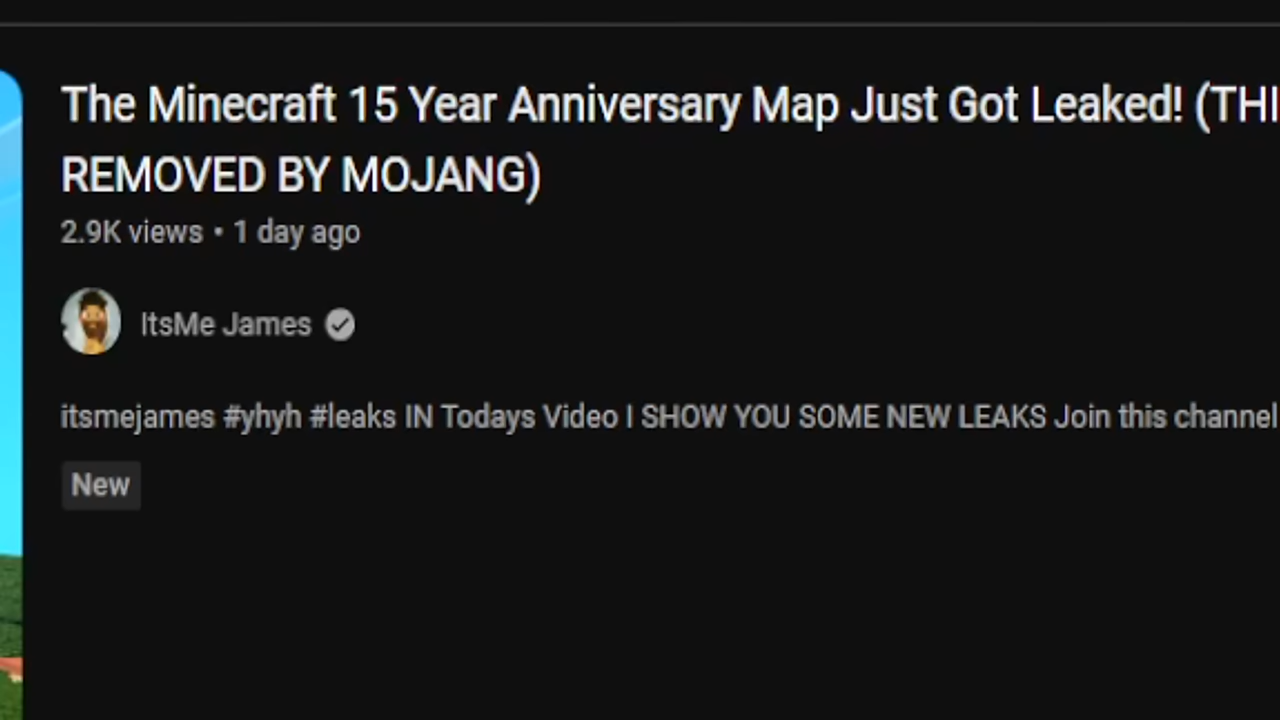 The Minecraft 15 Year Anniversary Map Just Got Leaked! (THI
REMOVED BY MOJANG)
2.9K views • 1 day ago
ItsMe James
itsmejames #yhyh #leaks IN Todays Video I SHOW YOU SOME NEW LEAKS Join this channel
New